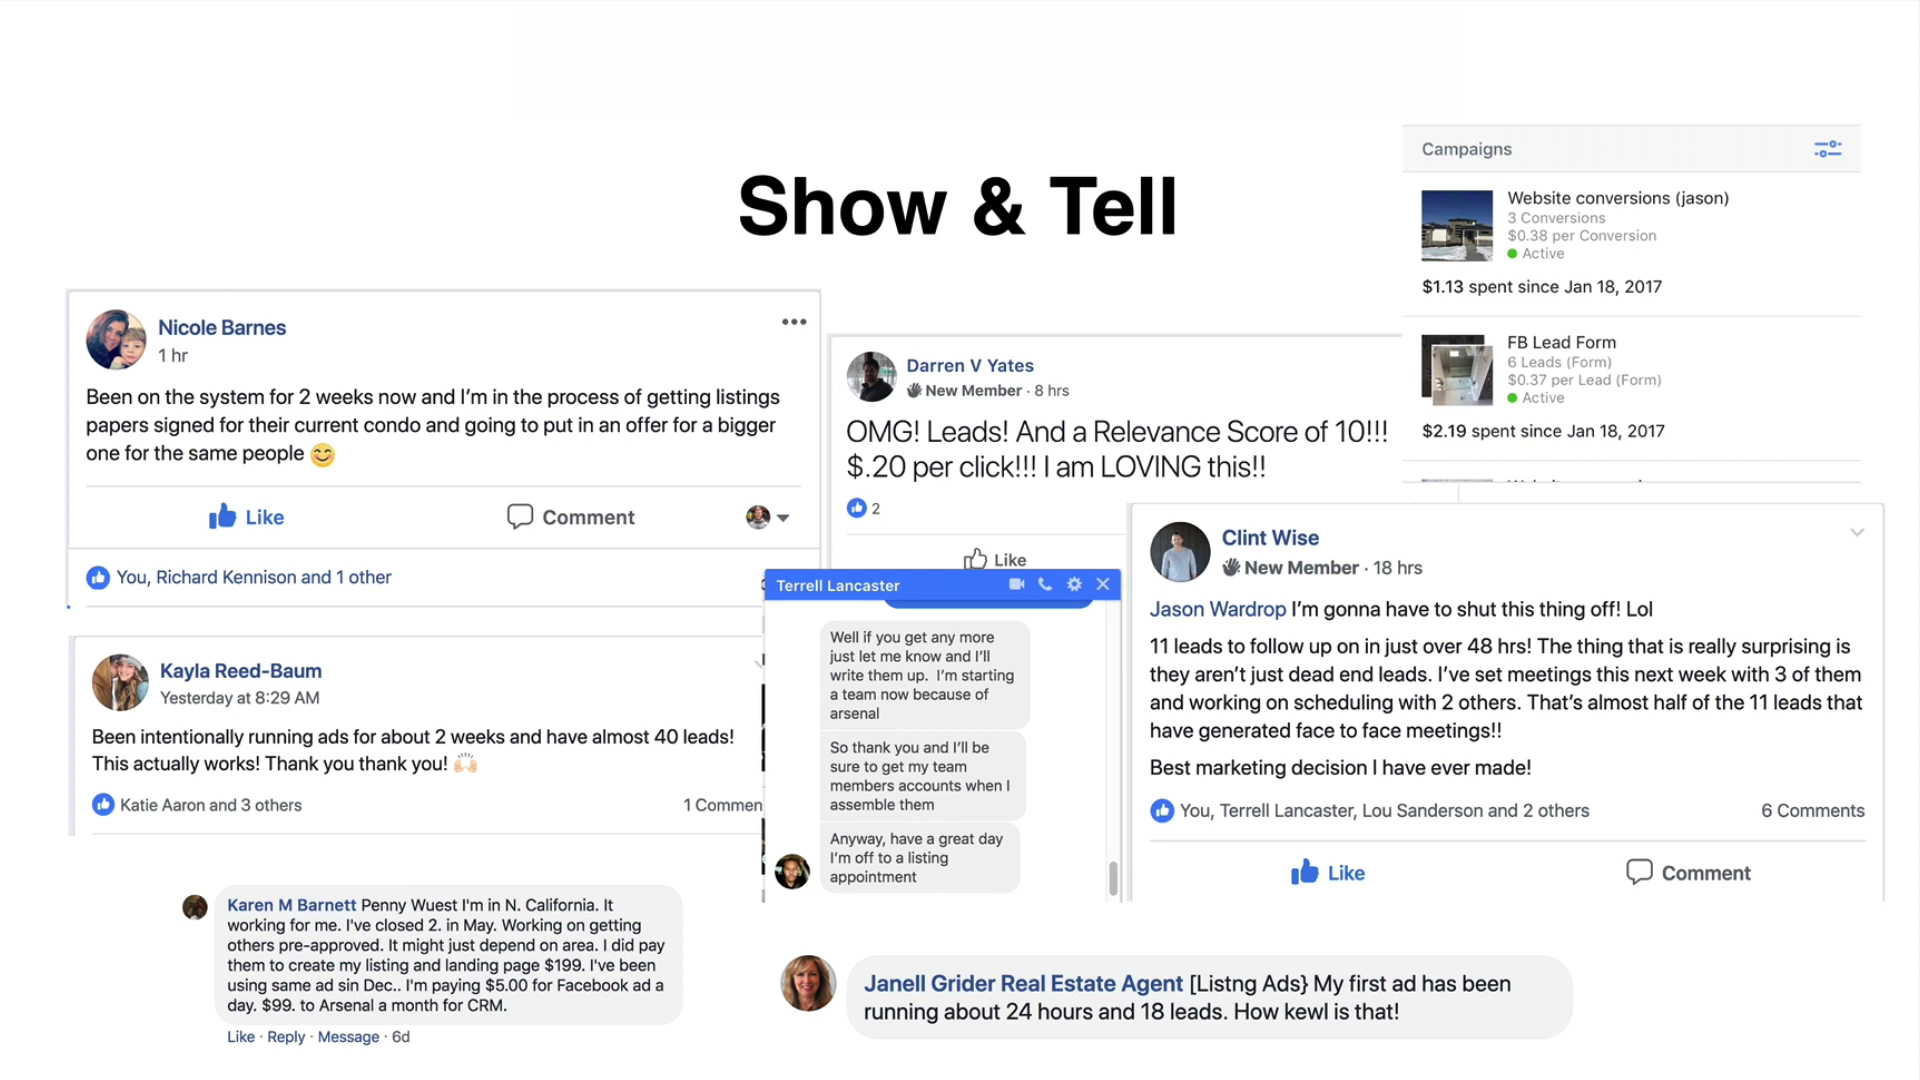 Show & Tell
Campaigns
Website conversions (jason)
3 Conversions
$0.38 per Conversion
Active
$1.13 spent since Jan 18, 2017
FB Lead Form
6 Leads (Form)
$0.37 per Lead (Form)
Active
$2.19 spent since Jan 18, 2017
Nicole Barnes
1 hr
Been on the system for 2 weeks now and I'm in the process of getting listings
papers signed for their current condo and going to put in an offer for a bigger
one for the same people 😊
Like Comment
You, Richard Kennison and 1 other
Darren V Yates
New Member · 8 hrs
OMG! Leads! And a Relevance Score of 10!!!
$.20 per click!!! I am LOVING this!!
2
Like
Kayla Reed-Baum
Yesterday at 8:29 AM
Been intentionally running ads for about 2 weeks and have almost 40 leads!
This actually works! Thank you thank you! 🙌🏻
Katie Aaron and 3 others 1 Commen
Terrell Lancaster
Well if you get any more
just let me know and I'll
write them up. I'm starting
a team now because of
arsenal
So thank you and I'll be
sure to get my team
members accounts when I
assemble them
Anyway, have a great day
I'm off to a listing
appointment
Clint Wise
New Member · 18 hrs
Jason Wardrop I'm gonna have to shut this thing off! Lol
11 leads to follow up on in just over 48 hrs! The thing that is really surprising is
they aren't just dead end leads. I've set meetings this next week with 3 of them
and working on scheduling with 2 others. That's almost half of the 11 leads that
have generated face to face meetings!!
Best marketing decision I have ever made!
You, Terrell Lancaster, Lou Sanderson and 2 others 6 Comments
Like Comment
Karen M Barnett Penny Wuest I'm in N. California. It
working for me. I've closed 2. in May. Working on getting
others pre-approved. It might just depend on area. I did pay
them to create my listing and landing page $199. I've been
using same ad sin Dec.. I'm paying $5.00 for Facebook ad a
day. $99. to Arsenal a month for CRM.
Like · Reply · Message · 6d
Janell Grider Real Estate Agent [Listng Ads} My first ad has been
running about 24 hours and 18 leads. How kewl is that!